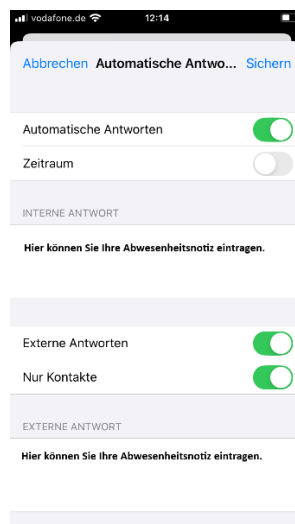 vodafone.de 12:14
Abbrechen Automatische Antwo... Sichern
Automatische Antworten
Zeitraum
INTERNE ANTWORT
Hier können Sie Ihre Abwesenheitsnotiz eintragen.
Externe Antworten
Nur Kontakte
EXTERNE ANTWORT
Hier können Sie Ihre Abwesenheitsnotiz eintragen.